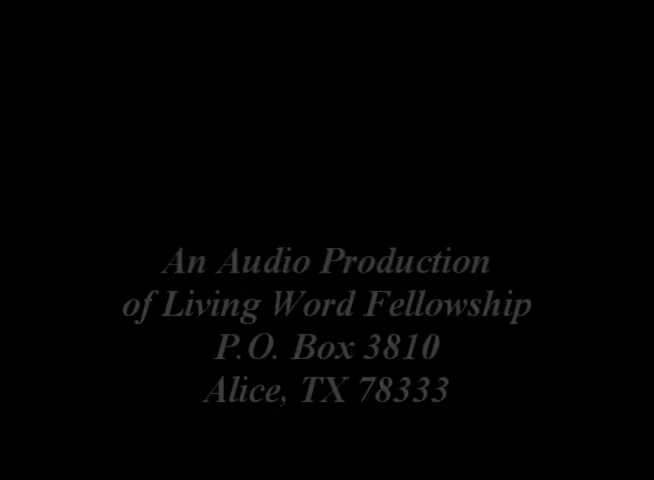 An Audio Production
of Living Word Fellowship
P.O. Box 3810
Alice, TX 78333